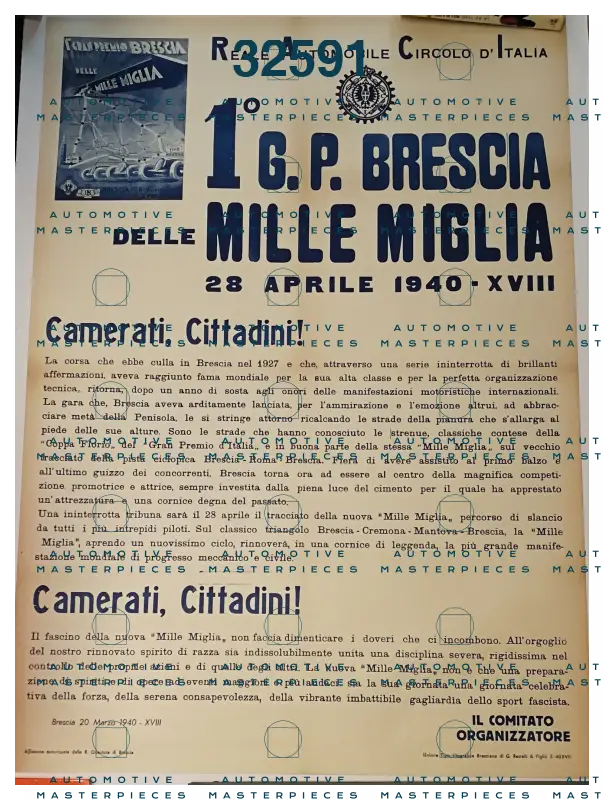 REALE AUTOMOBILE CIRCOLO D'ITALIA
32591
1° GRAN PREMIO BRESCIA
DELLE
MILLE MIGLIA
1° G. P. BRESCIA
DELLE MILLE MIGLIA
28 APRILE 1940 - XVIII
Camerati, Cittadini!
La corsa che ebbe culla in Brescia nel 1927 e che, attraverso una serie ininterrotta di brillanti
affermazioni, aveva raggiunto fama mondiale per la sua alta classe e per la perfetta organizzazione
tecnica, ritorna, dopo un anno di sosta agli onori delle manifestazioni motoristiche internazionali.
La gara che, Brescia aveva arditamente lanciata, per l'ammirazione e l'emozione altrui, ad abbrac-
ciare metà della Penisola, le si stringe attorno ricalcando le strade della pianura che s'allarga al
piede delle sue alture. Sono le strade che hanno conosciuto le strenue, classiche contese della
"Coppa Florio, del "Gran Premio d'Italia, e in buona parte della stessa "Mille Miglia, sul vecchio
tracciato della pista ciclopica Brescia - Roma - Brescia. Fiera di avere assistito al primo balzo e
all'ultimo guizzo dei concorrenti, Brescia torna ora ad essere al centro della magnifica competi-
zione, promotrice e attrice, sempre investita dalla piena luce del cimento per il quale ha apprestato
un'attrezzatura e una cornice degna del passato.
Una ininterrotta tribuna sarà il 28 aprile il tracciato della nuova "Mille Miglia„ percorso di slancio
da tutti i più intrepidi piloti. Sul classico triangolo Brescia - Cremona - Mantova - Brescia, la "Mille
Miglia", aprendo un nuovissimo ciclo, rinnoverà, in una cornice di leggenda, la più grande manife-
stazione mondiale di progresso meccanico e civile.
Camerati, Cittadini!
Il fascino della nuova "Mille Miglia„ non faccia dimenticare i doveri che ci incombono. All'orgoglio
del nostro rinnovato spirito di razza sia indissolubilmente unita una disciplina severa, rigidissima nel
controllo delle proprie azioni e di quelle degli altri. La nuova "Mille Miglia„ non è che una prepara-
zione di spirito e di opere a doveri maggiori e più audaci: sia la sua giornata una giornata celebra-
tiva della forza, della serena consapevolezza, della vibrante imbattibile gagliardia dello sport fascista.
Brescia 20 Marzo 1940 - XVIII
IL COMITATO
ORGANIZZATORE
AUTOMOTIVE
MASTERPIECES